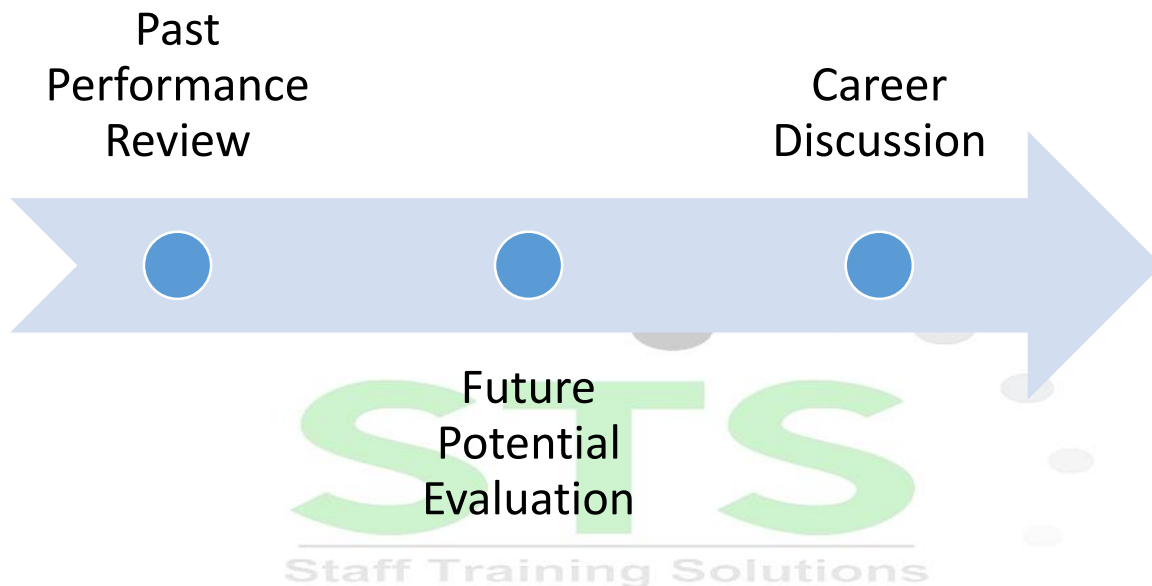 Past
Performance
Review
Career
Discussion
Future
Potential
Evaluation
STS
Staff Training Solutions